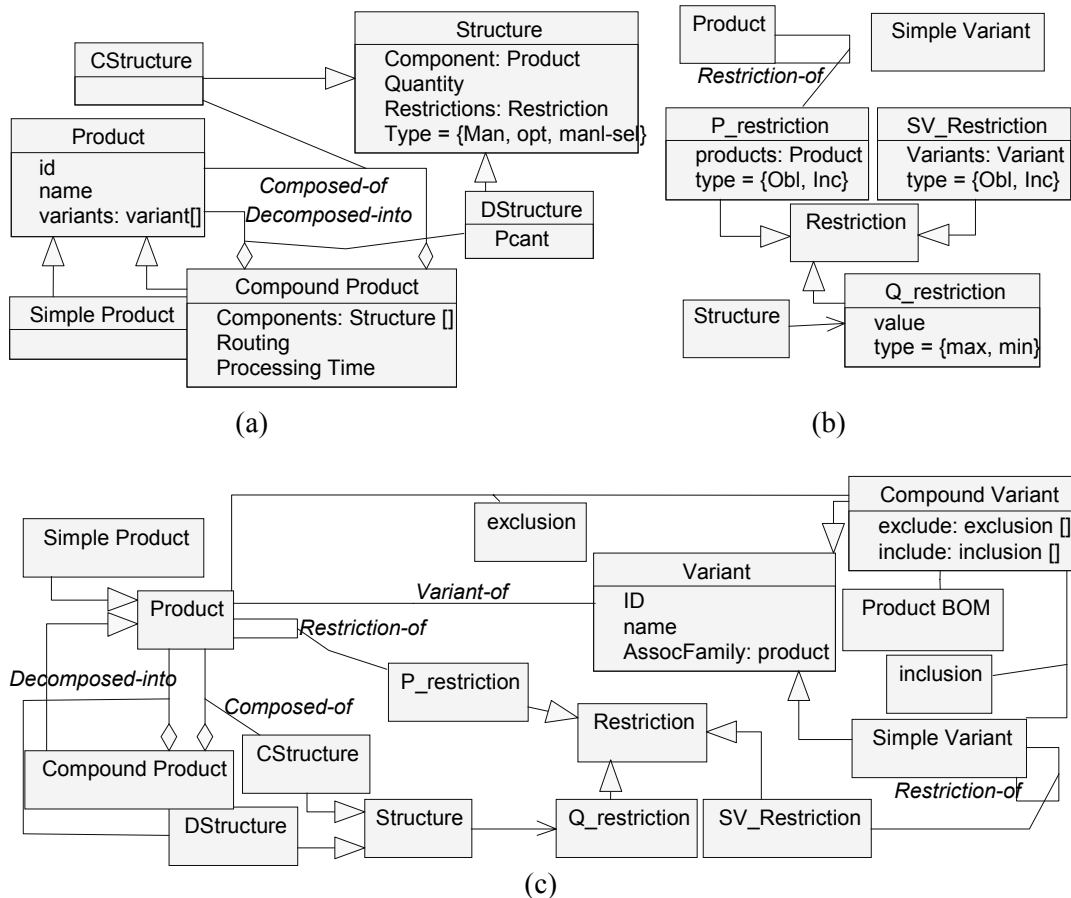 Structure
Component: Product
Quantity
Restrictions: Restriction
Type = {Man, opt, manl-sel}
CStructure
Product
id
name
variants: variant[]
Composed-of
Decomposed-into
DStructure
Pcant
Simple Product
Compound Product
Components: Structure []
Routing
Processing Time
(a)
Product
Simple Variant
Restriction-of
P_restriction
products: Product
type = {Obl, Inc}
SV_Restriction
Variants: Variant
type = {Obl, Inc}
Restriction
Structure
Q_restriction
value
type = {max, min}
(b)
Simple Product
exclusion
Compound Variant
exclude: exclusion []
include: inclusion []
Product
Variant-of
Variant
ID
name
AssocFamily: product
Product BOM
Restriction-of
Decomposed-into
P_restriction
inclusion
Composed-of
Restriction
CStructure
Simple Variant
Compound Product
Restriction-of
DStructure
Structure
Q_restriction
SV_Restriction
(c)